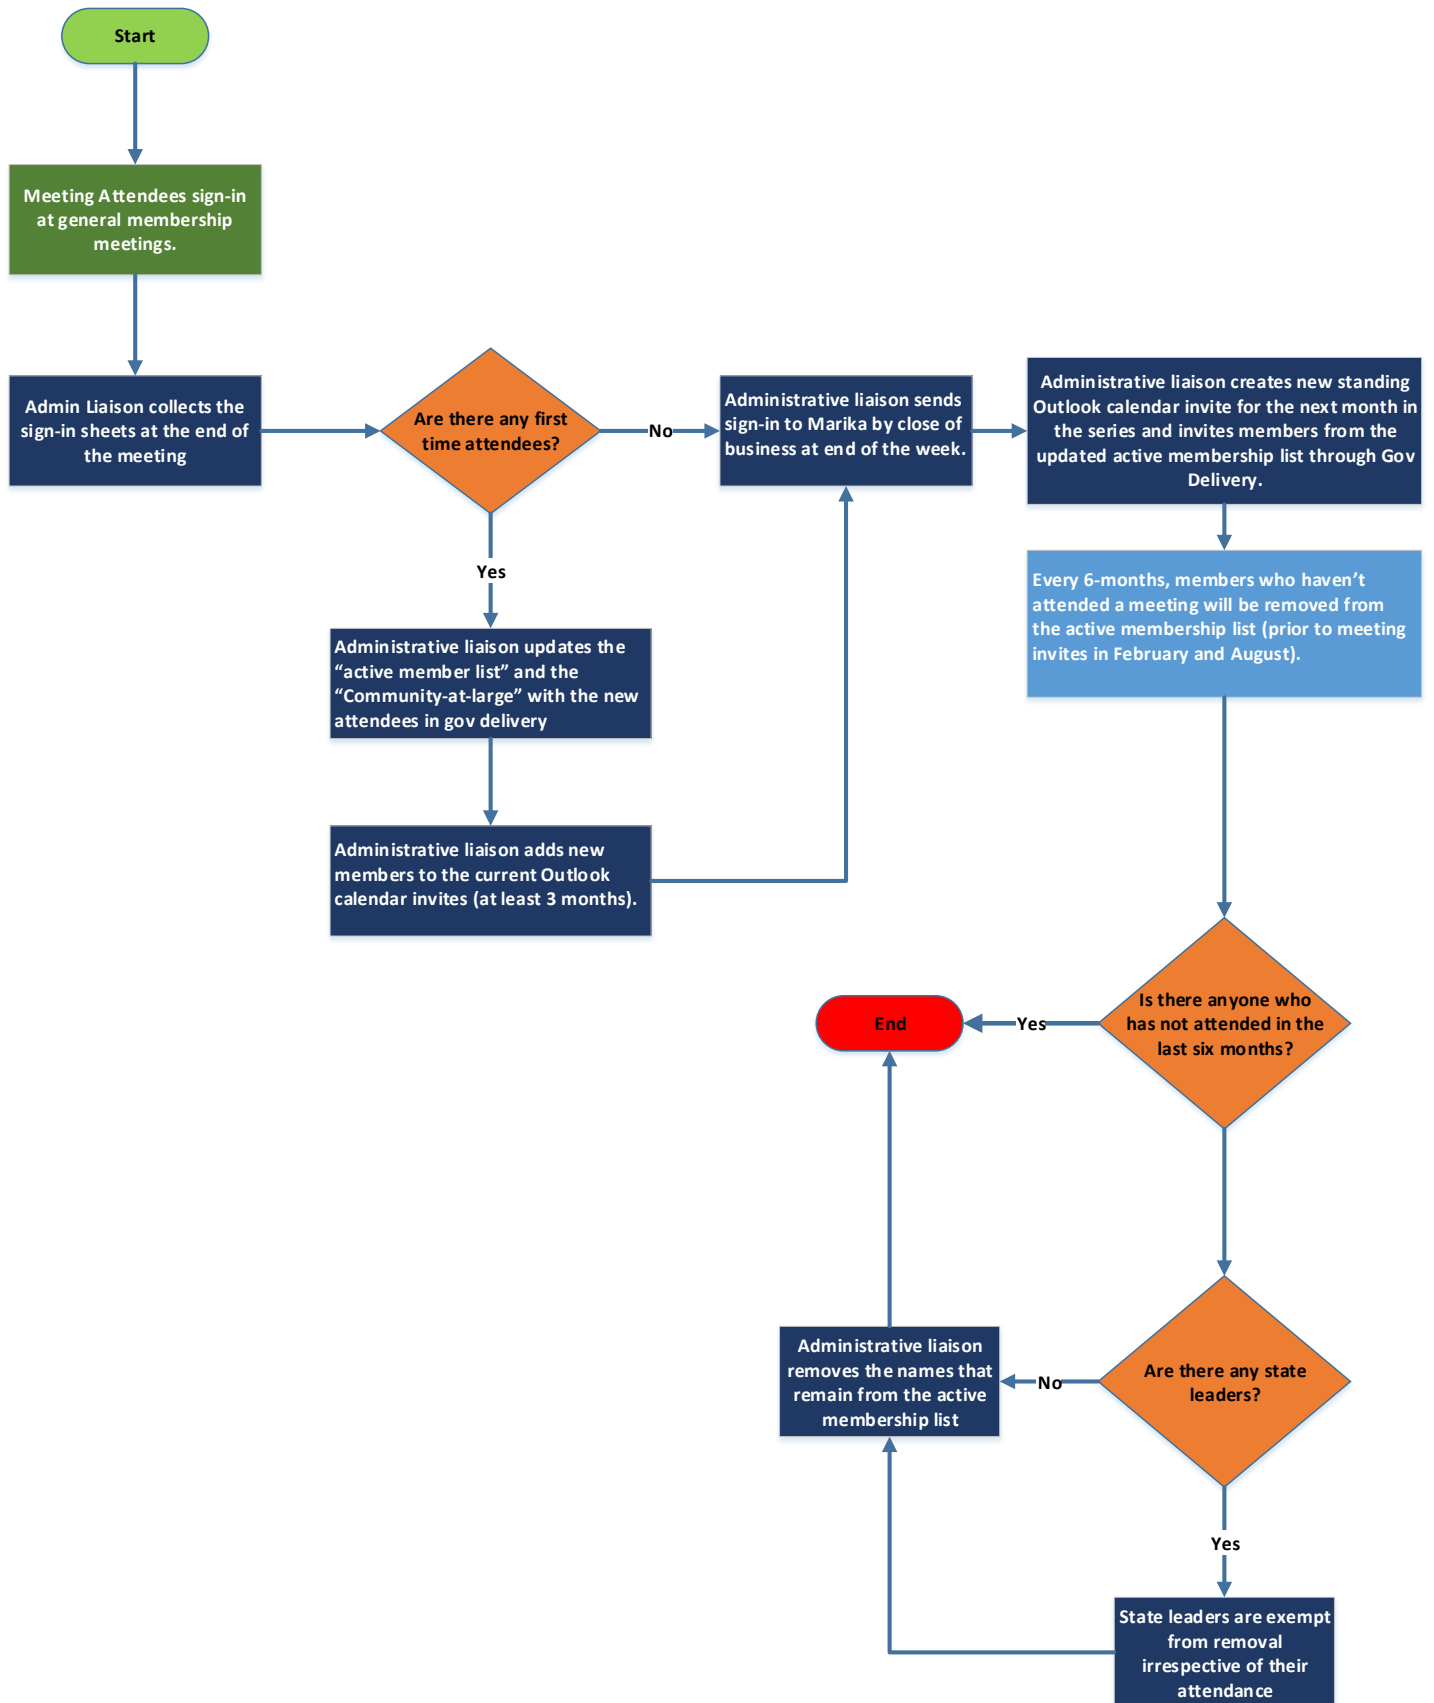 Start
Meeting Attendees sign-in
at general membership
meetings.
Admin Liaison collects the
sign-in sheets at the end of
the meeting
Are there any first
time attendees?
No
Administrative liaison sends
sign-in to Marika by close of
business at end of the week.
Administrative liaison creates new standing
Outlook calendar invite for the next month in
the series and invites members from the
updated active membership list through Gov
Delivery.
Yes
Administrative liaison updates the
“active member list” and the
“Community-at-large” with the new
attendees in gov delivery
Administrative liaison adds new
members to the current Outlook
calendar invites (at least 3 months).
Every 6-months, members who haven’t
attended a meeting will be removed from
the active membership list (prior to meeting
invites in February and August).
Is there anyone who
has not attended in the
last six months?
Yes
End
Are there any state
leaders?
No
Administrative liaison
removes the names that
remain from the active
membership list
Yes
State leaders are exempt
from removal
irrespective of their
attendance